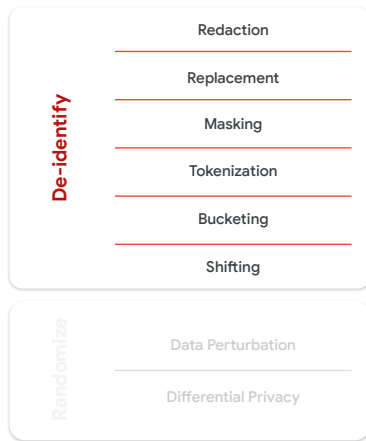 De-identify
Redaction
Replacement
Masking
Tokenization
Bucketing
Shifting
Randomize
Data Perturbation
Differential Privacy